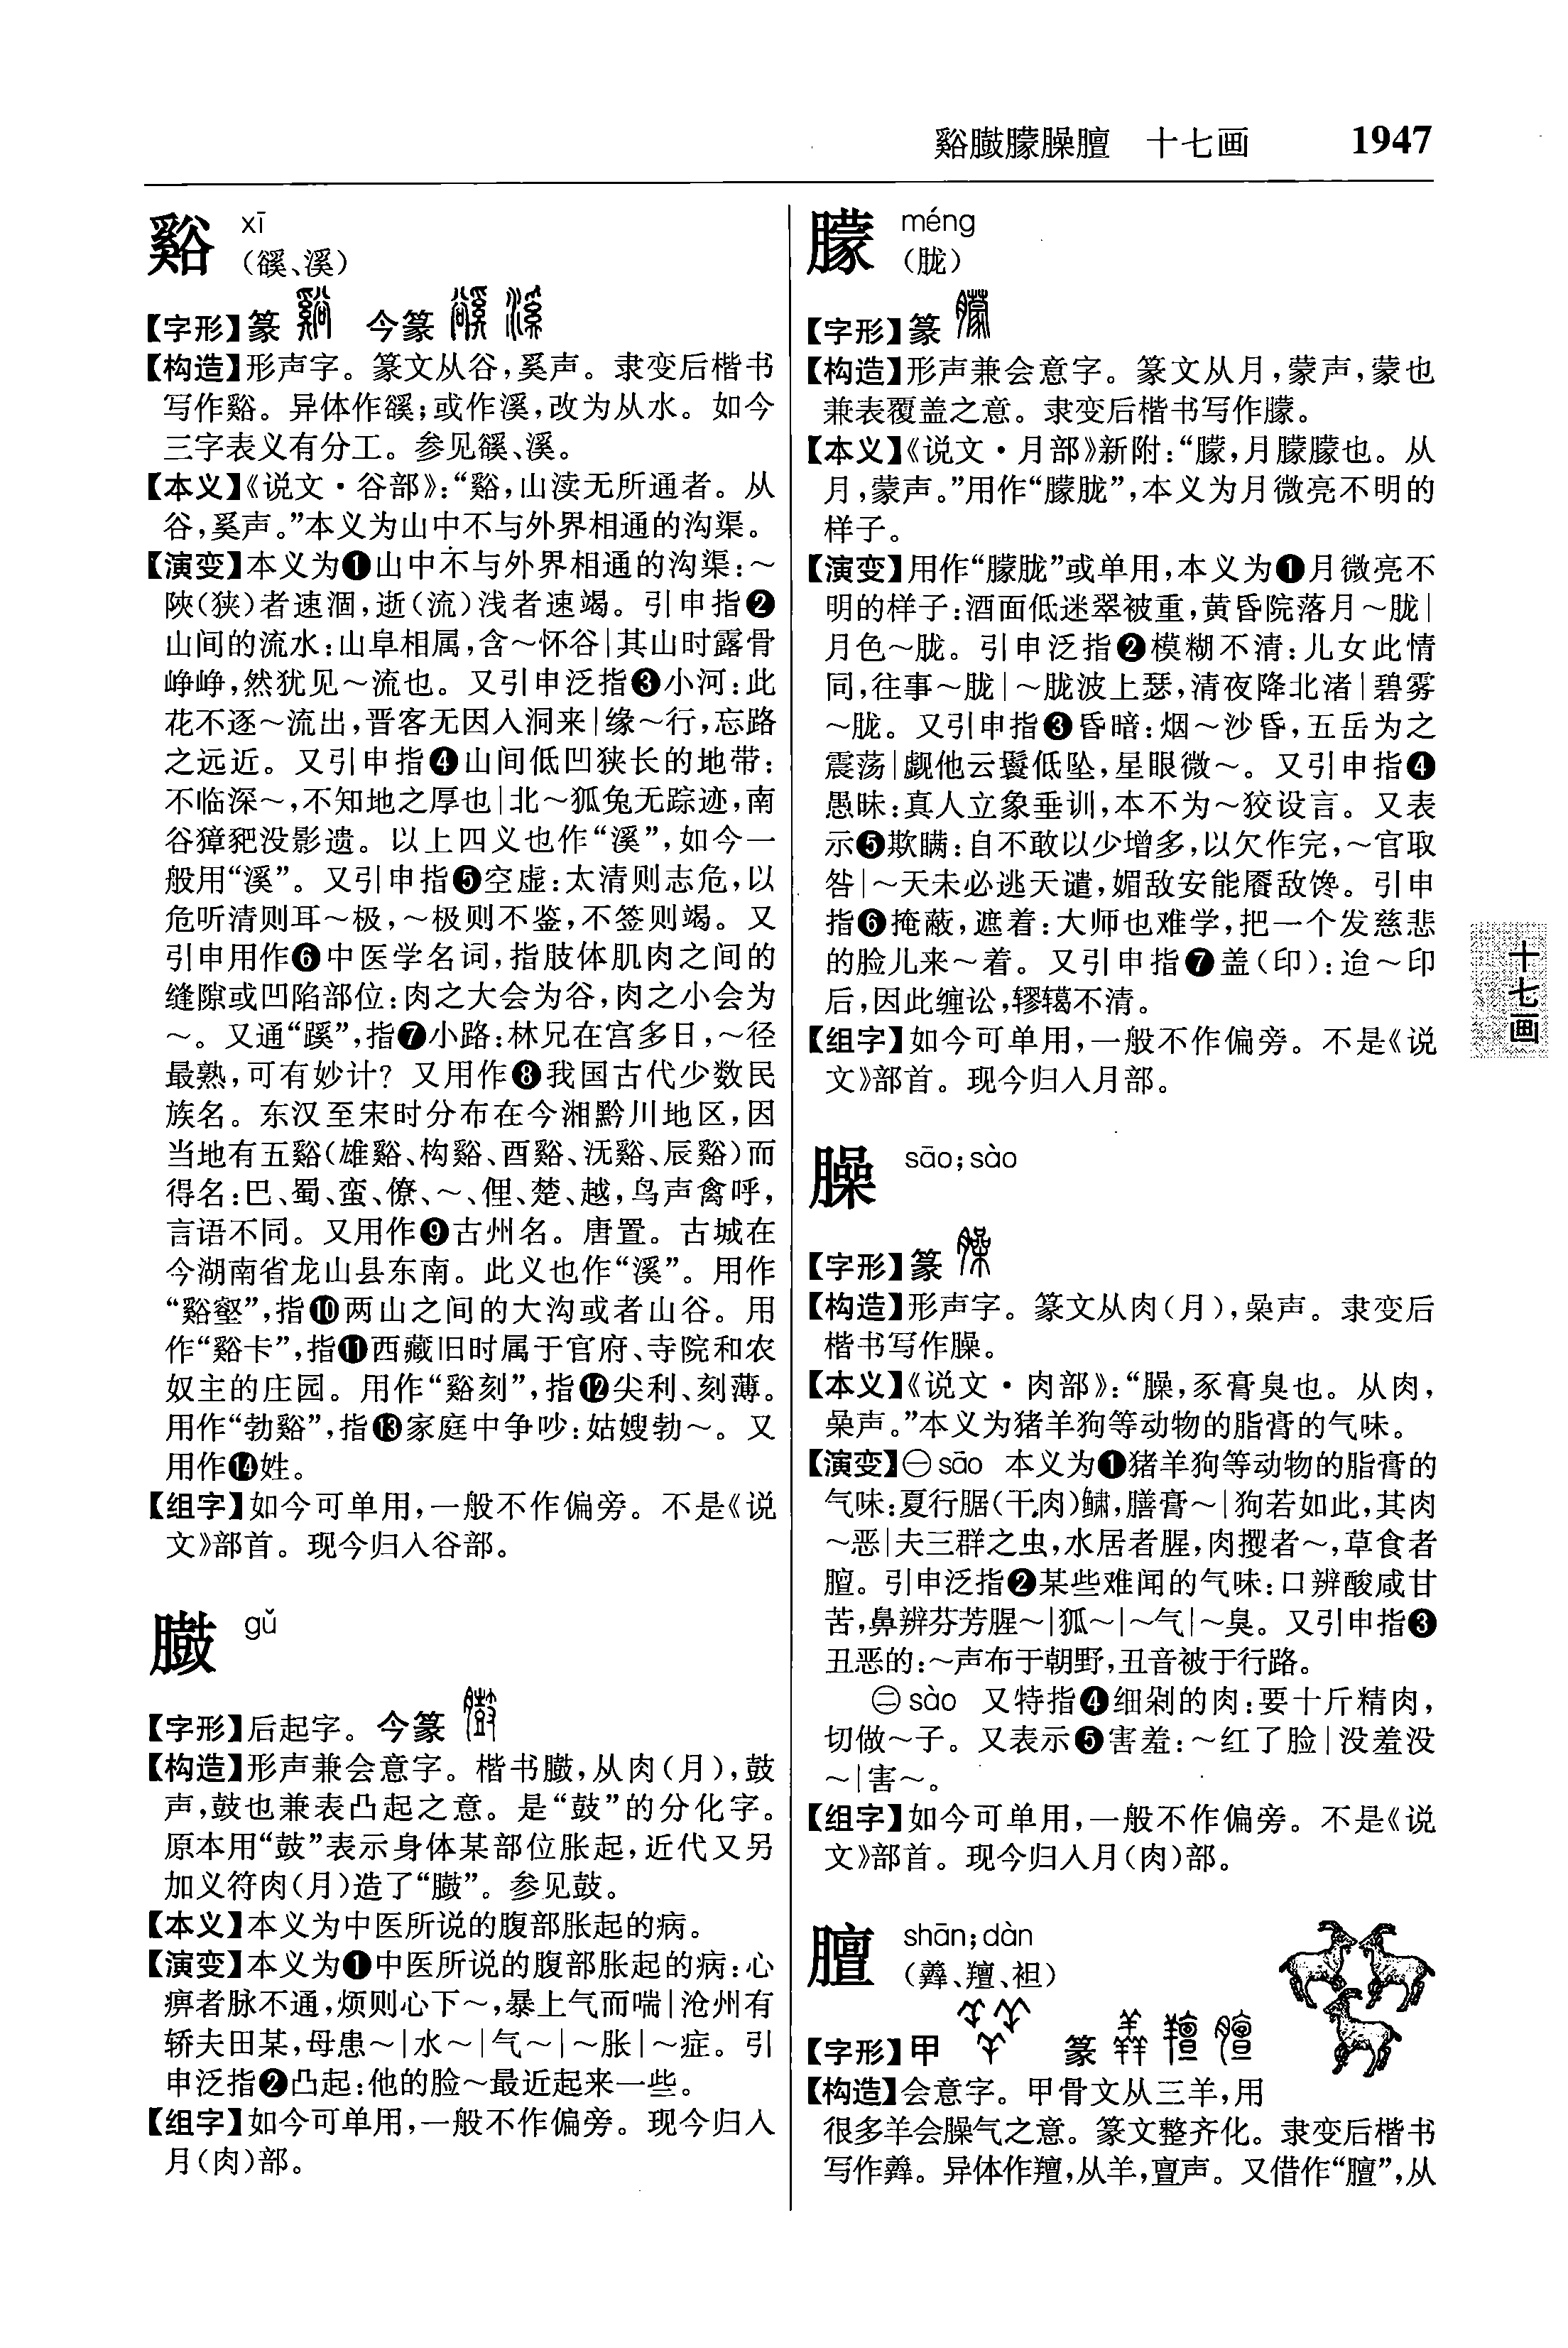 谿臌朦臊膻　十七画　1947
谿 xī
（磎、溪）
【字形】篆　今篆
【构造】形声字。篆文从谷，奚声。隶变后楷书
写作谿。异体作磎；或作溪，改为从水。如今
三字表义有分工。参见磎、溪。
【本义】《说文·谷部》：“谿，山渎无所通者。从
谷，奚声。”本义为山中不与外界相通的沟渠。
【演变】本义为❶山中不与外界相通的沟渠：～
陕（狭）者速涸，逝（流）浅者速竭。引申指❷
山间的流水：山阜相属，含～怀谷|其山时露骨
峥峥，然犹见～流也。又引申泛指❸小河：此
花不逐～流出，晋客无因入洞来|缘～行，忘路
之远近。又引申指❹山间低凹狭长的地带：
不临深～，不知地之厚也|北～狐兔无踪迹，南
谷獐犯没影遗。以上四义也作“溪”，如今一
般用“溪”。又引申指❺空虚：太清则志危，以
危听清则耳～极，～极则不鉴，不签则竭。又
引申用作❻中医学名词，指肢体肌肉之间的
缝隙或凹陷部位：肉之大会为谷，肉之小会为
～。又通“蹊”，指❼小路：林兄在宫多日，～径
最熟，可有妙计？又用作❽我国古代少数民
族名。东汉至宋时分布在今湘黔川地区，因
当地有五谿（雄谿、构谿、酉谿、沃谿、辰谿）而
得名：巴、蜀、蛮、僚、～、俚、楚、越，鸟声禽呼，
言语不同。又用作❾古州名。唐置。古城在
今湖南省龙山县东南。此义也作“溪”。用作
“谿壑”，指❿两山之间的大沟或者山谷。用
作“谿卡”，指⓫西藏旧时属于官府、寺院和农
奴主的庄园。用作“谿刻”，指⓬尖利、刻薄。
用作“勃谿”，指⓭家庭中争吵：姑嫂勃～。又
用作⓮姓。
【组字】如今可单用，一般不作偏旁。不是《说
文》部首。现今归入谷部。
臌 gǔ
【字形】后起字。今篆
【构造】形声兼会意字。楷书臌，从肉（月），鼓
声，鼓也兼表凸起之意。是“鼓”的分化字。
原本用“鼓”表示身体某部位胀起，近代又另
加义符肉（月）造了“臌”。参见鼓。
【本义】本义为中医所说的腹部胀起的病。
【演变】本义为❶中医所说的腹部胀起的病：心
痹者脉不通，烦则心下～，暴上气而喘|沧州有
轿夫田某，母患～|水～|气～|～胀|～症。引
申泛指❷凸起：他的脸～最近起来一些。
【组字】如今可单用，一般不作偏旁。现今归入
月（肉）部。
朦 méng
（胧）
【字形】篆
【构造】形声兼会意字。篆文从月，蒙声，蒙也
兼表覆盖之意。隶变后楷书写作朦。
【本义】《说文·月部》新附：“朦，月朦朦也。从
月，蒙声。”用作“朦胧”，本义为月微亮不明的
样子。
【演变】用作“朦胧”或单用，本义为❶月微亮不
明的样子：酒面低迷翠被重，黄昏院落月～胧|
月色～胧。引申泛指❷模糊不清：儿女此情
同，往事～胧|～胧波上瑟，清夜降北渚|碧雾
～胧。又引申指❸昏暗：烟～沙昏，五岳为之
震荡|觑他云鬟低坠，星眼微～。又引申指❹
愚昧：真人立象垂训，本不为～狡设言。又表
示❺欺瞒：自不敢以少增多，以欠作完，～官取
咎|～天未必逃天谴，媚敌安能餍敌馋。引申
指❻掩蔽，遮着：大师也难学，把一个发慈悲
的脸儿来～着。又引申指❼盖（印）：迨～印
后，因此缠讼，轇轕不清。
【组字】如今可单用，一般不作偏旁。不是《说
文》部首。现今归入月部。
臊 sāo；sào
【字形】篆
【构造】形声字。篆文从肉（月），喿声。隶变后
楷书写作臊。
【本义】《说文·肉部》：“臊，豕膏臭也。从肉，
喿声。”本义为猪羊狗等动物的脂膏的气味。
【演变】㊀sāo　本义为❶猪羊狗等动物的脂膏的
气味：夏行腒（干肉）鱐，膳膏～|狗若如此，其肉
～恶|夫三群之虫，水居者腥，肉攫者～，草食者
膻。引申泛指❷某些难闻的气味：口辨酸咸甘
苦，鼻辨芬芳腥～|狐～|～气|～臭。又引申指❸
丑恶的：～声布于朝野，丑音被于行路。
㊁sào　又特指❹细剁的肉：要十斤精肉，
切做～子。又表示❺害羞：～红了脸|没羞没
～|害～。
【组字】如今可单用，一般不作偏旁。不是《说
文》部首。现今归入月（肉）部。
膻 shān；dàn
（羴、羶、袒）
【字形】甲　篆
【构造】会意字。甲骨文从三羊，用
很多羊会臊气之意。篆文整齐化。隶变后楷书
写作羴。异体作羶，从羊，亶声。又借作“膻”，从
十七画